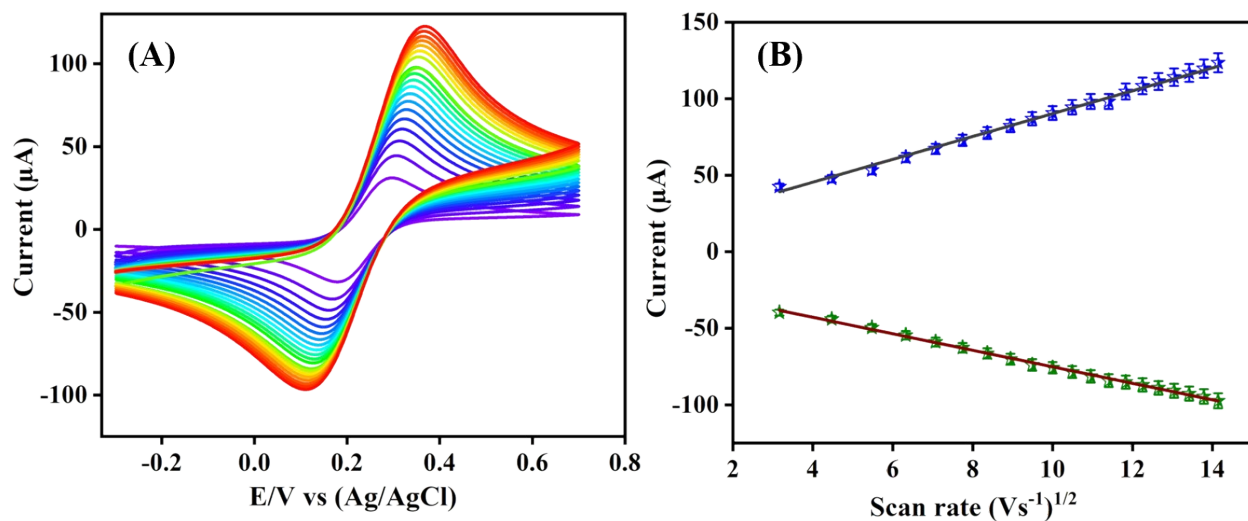 (A)
100
50
0
-50
-100
Current (µA)
-0.2 0.0 0.2 0.4 0.6 0.8
E/V vs (Ag/AgCl)
(B)
150
100
50
0
-50
-100
Current (µA)
2 4 6 8 10 12 14
Scan rate (Vs⁻¹)¹/²